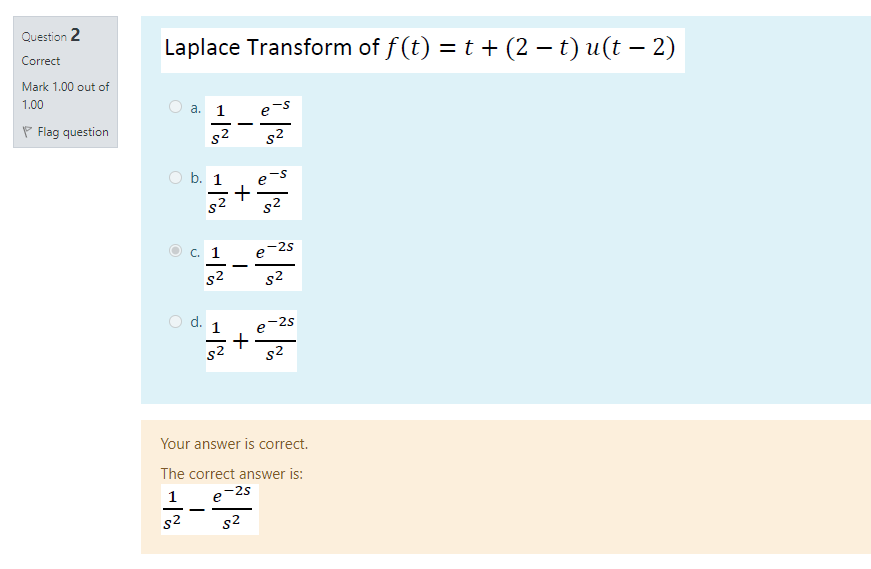 Question 2
Correct
Mark 1.00 out of
1.00
Flag question
Laplace Transform of f(t) = t + (2 − t) u(t − 2)
a. 1/s² − e⁻ˢ/s²
b. 1/s² + e⁻ˢ/s²
c. 1/s² − e⁻²ˢ/s²
d. 1/s² + e⁻²ˢ/s²
Your answer is correct.
The correct answer is:
1/s² − e⁻²ˢ/s²